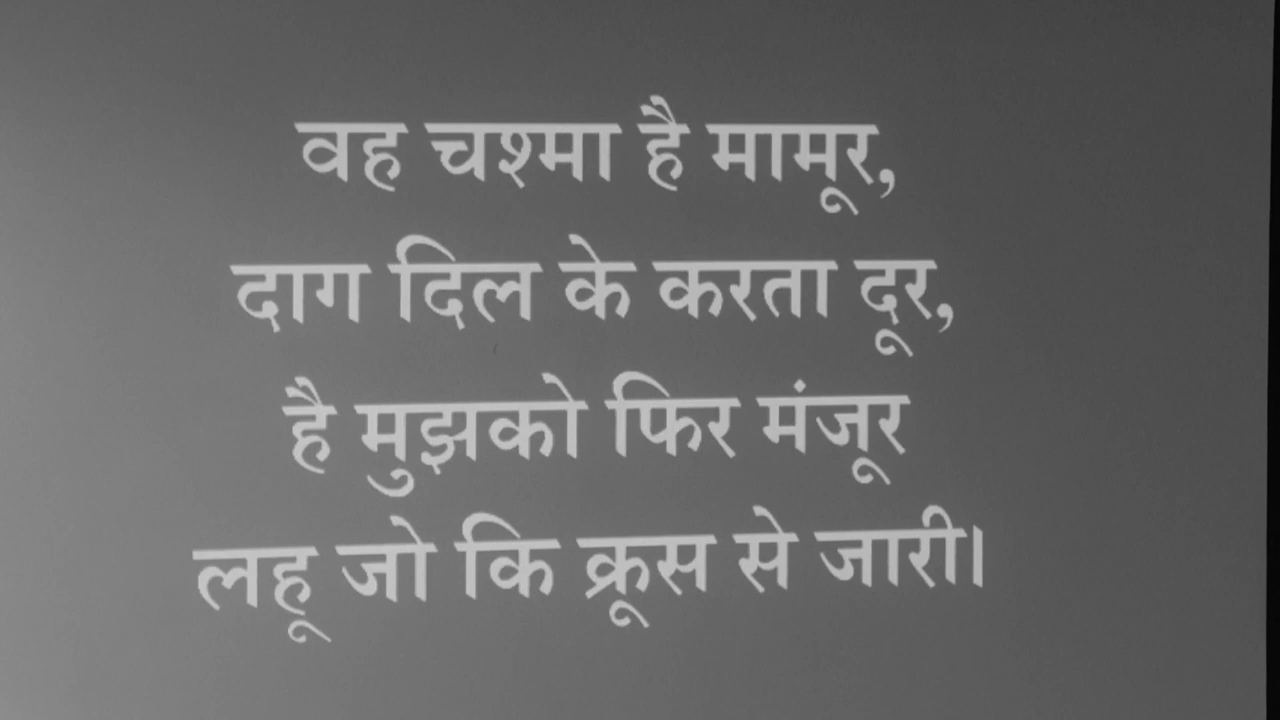 वह चश्मा है मामूर,
दाग दिल के करता दूर,
है मुझको फिर मंजूर
लहू जो कि क्रूस से जारी।